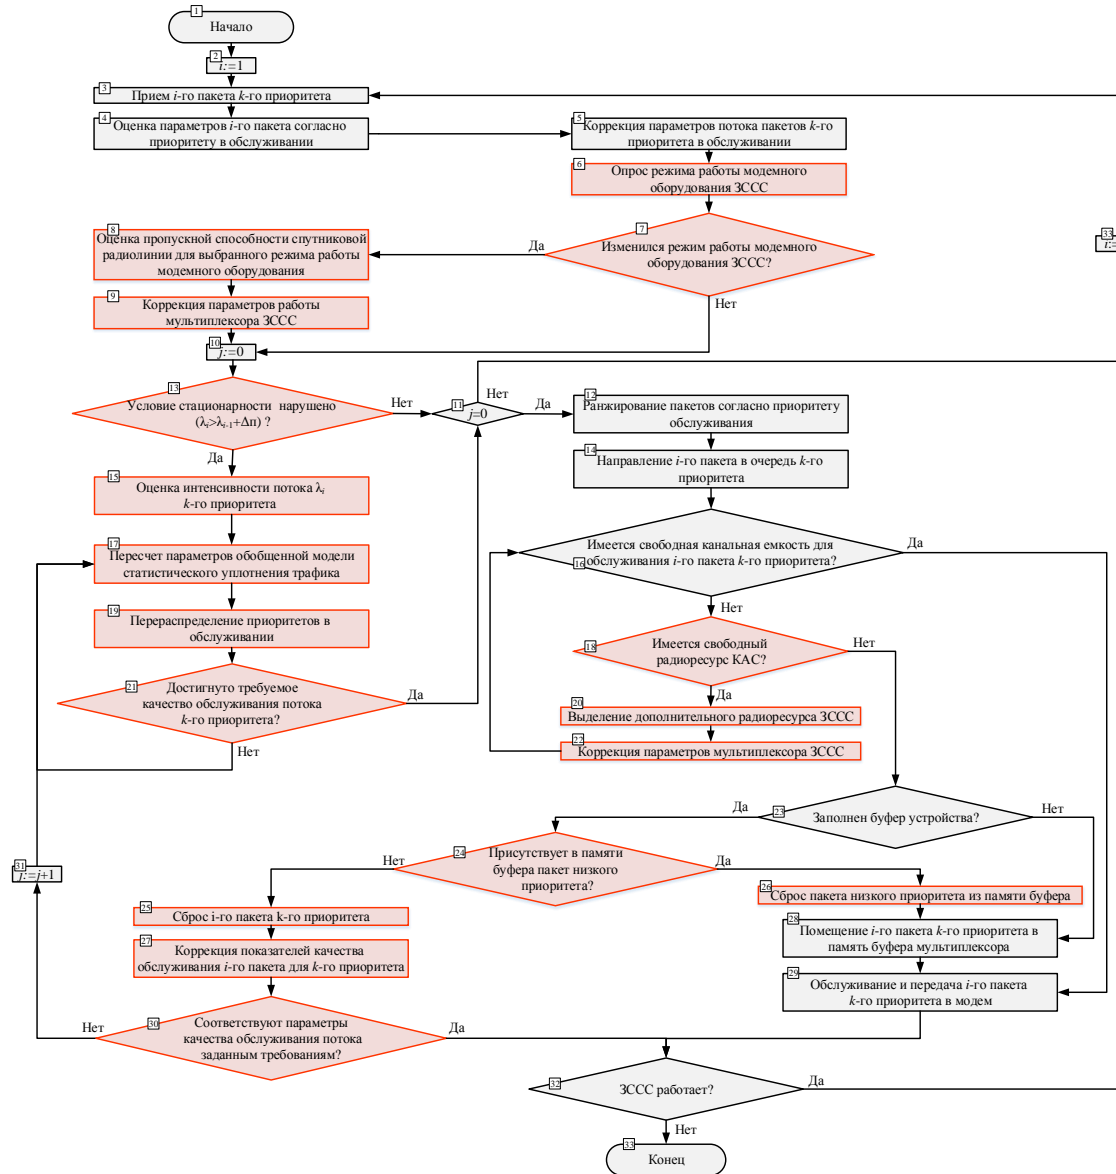 1
Начало
2
i:=1
3
Прием i-го пакета k-го приоритета
4
Оценка параметров i-го пакета согласно
приоритету в обслуживании
5
Коррекция параметров потока пакетов k-го
приоритета в обслуживании
6
Опрос режима работы модемного
оборудования ЗССС
7
Изменился режим работы модемного
оборудования ЗССС?
Да
Нет
33
i:=
8
Оценка пропускной способности спутниковой
радиолинии для выбранного режима работы
модемного оборудования
9
Коррекция параметров работы
мультиплексора ЗССС
10
j:=0
13
Условие стационарности нарушено
(λi>λi-1+Δп) ?
Нет
Да
11
j=0
Нет
Да
12
Ранжирование пакетов согласно приоритету
обслуживания
14
Направление i-го пакета в очередь k-го
приоритета
15
Оценка интенсивности потока λi
k-го приоритета
16
Имеется свободная канальная емкость для
обслуживания i-го пакета k-го приоритета?
Да
Нет
17
Пересчет параметров обобщенной модели
статистического уплотнения трафика
18
Имеется свободный
радиоресурс КАС?
Нет
Да
19
Перераспределение приоритетов в
обслуживании
20
Выделение дополнительного радиоресурса ЗССС
21
Достигнуто требуемое
качество обслуживания потока
k-го приоритета?
Да
Нет
22
Коррекция параметров мультиплексора ЗССС
23
Заполнен буфер устройства?
Да
Нет
24
Присутствует в памяти
буфера пакет низкого
приоритета?
Нет
Да
31
j:=j+1
25
Сброс i-го пакета k-го приоритета
26
Сброс пакета низкого приоритета из памяти буфера
27
Коррекция показателей качества
обслуживания i-го пакета для k-го приоритета
28
Помещение i-го пакета k-го приоритета в
память буфера мультиплексора
29
Обслуживание и передача i-го пакета
k-го приоритета в модем
30
Соответствуют параметры
качества обслуживания потока
заданным требованиям?
Нет
Да
32
ЗССС работает?
Да
Нет
33
Конец